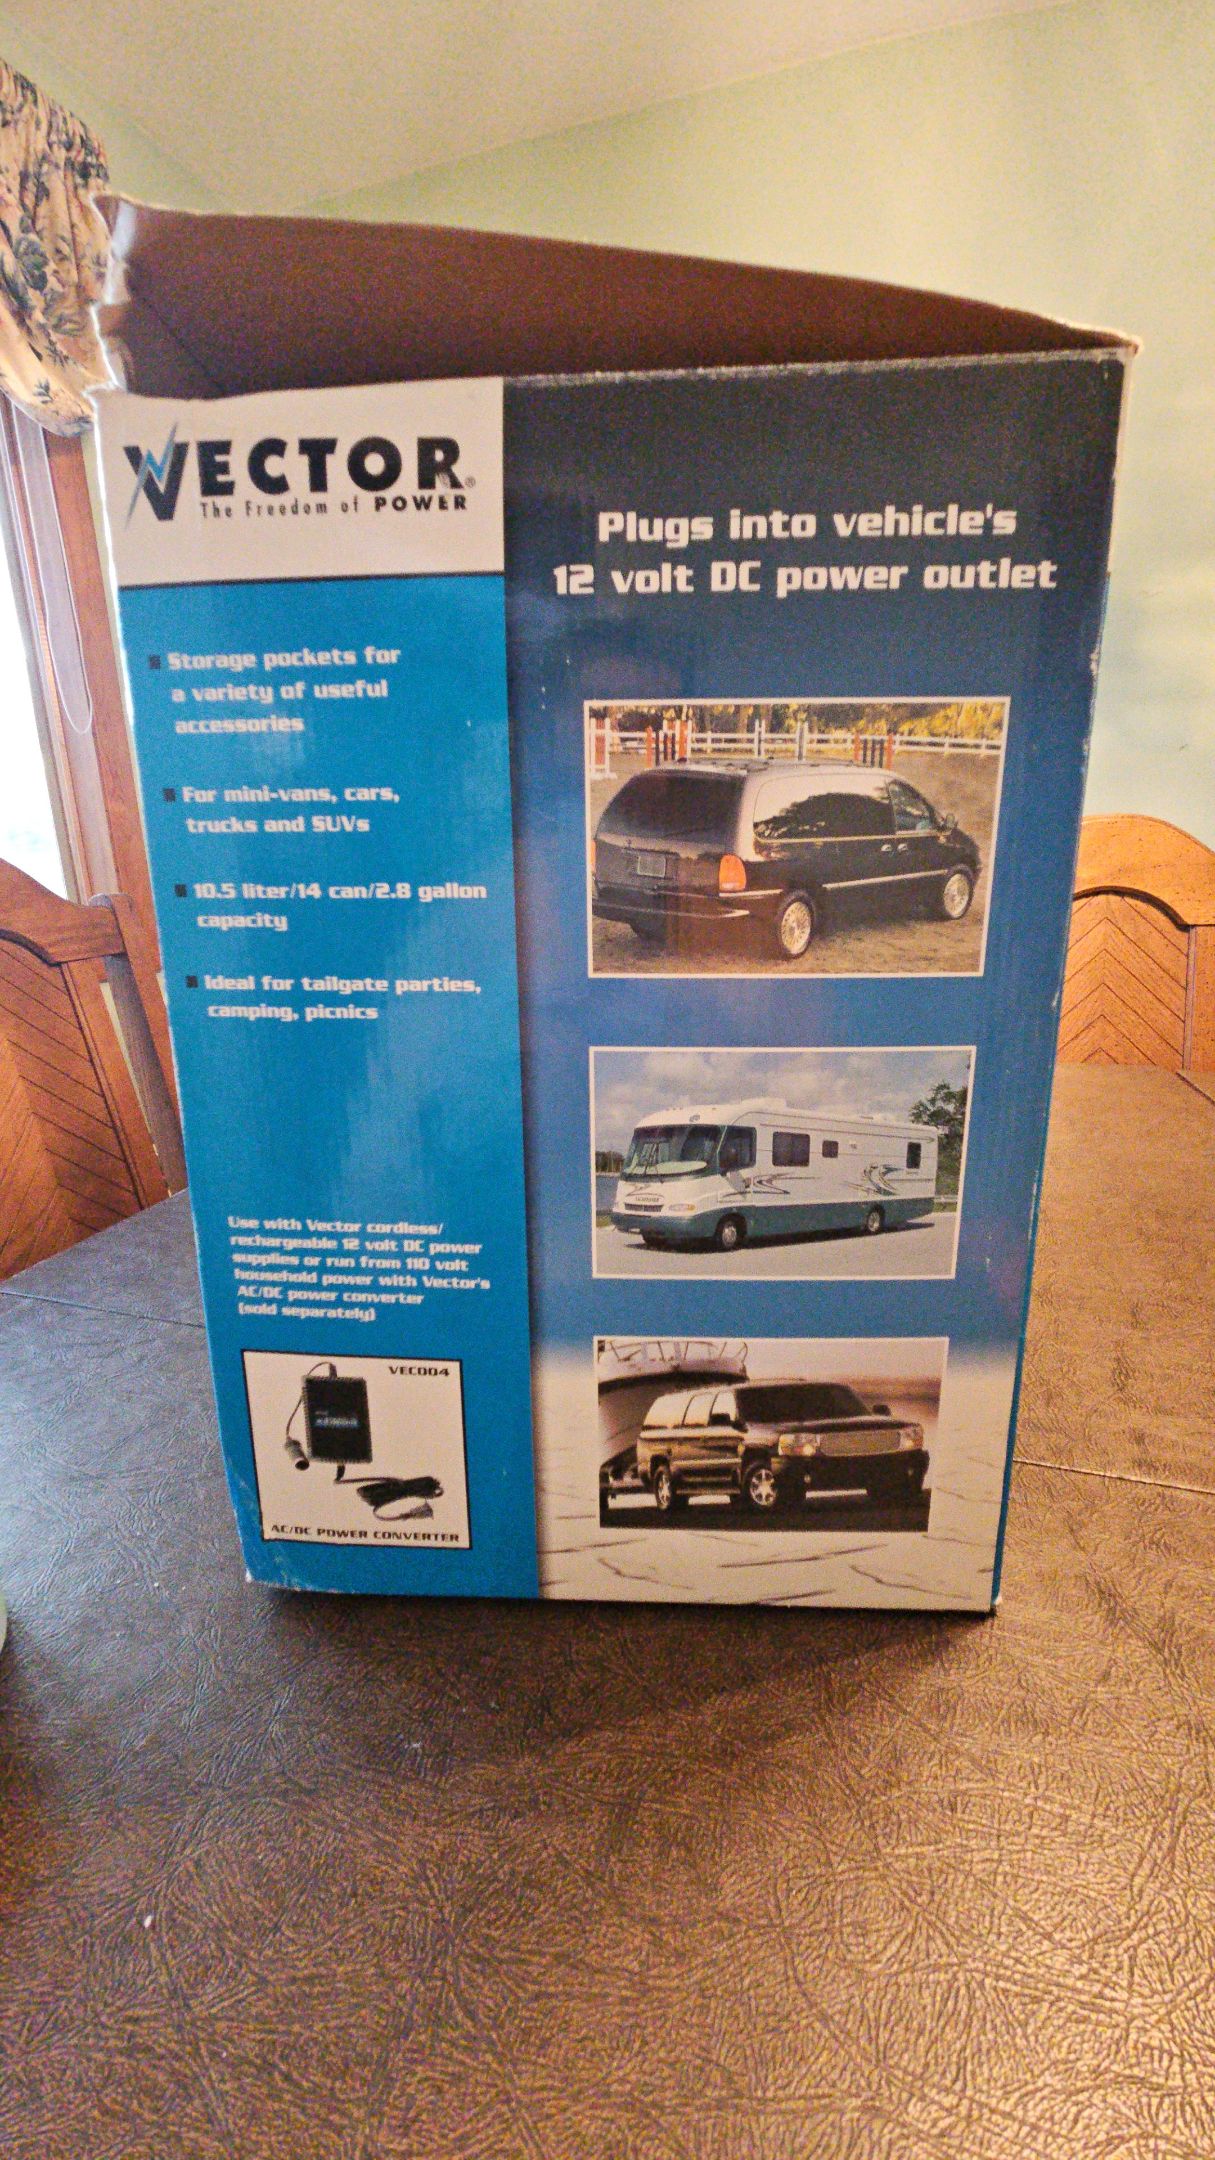 VECTOR®
The Freedom of POWER
Plugs into vehicle's
12 volt DC power outlet
Storage pockets for
a variety of useful
accessories
For mini-vans, cars,
trucks and SUVs
10.5 liter/14 can/2.8 gallon
capacity
Ideal for tailgate parties,
camping, picnics
Use with Vector cordless/
rechargeable 12 volt DC power
supplies or run from 110 volt
household power with Vector's
AC/DC power converter
(sold separately)
VEC004
AC/DC POWER CONVERTER